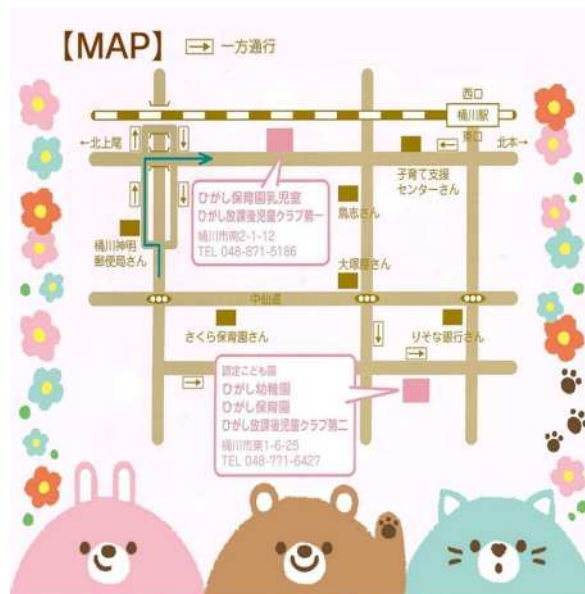 【MAP】 → 一方通行
西口
桶川駅
東口
←北上尾
北本→
子育て支援
センターさん
ひがし保育園乳児室
ひがし放課後児童クラブ第一
桶川市南2-1-12
TEL 048-871-5186
鳥志さん
桶川神明
郵便局さん
大塚屋さん
中仙道
さくら保育園さん
りそな銀行さん
認定こども園
ひがし幼稚園
ひがし保育園
ひがし放課後児童クラブ第二
桶川市東1-6-25
TEL 048-771-6427